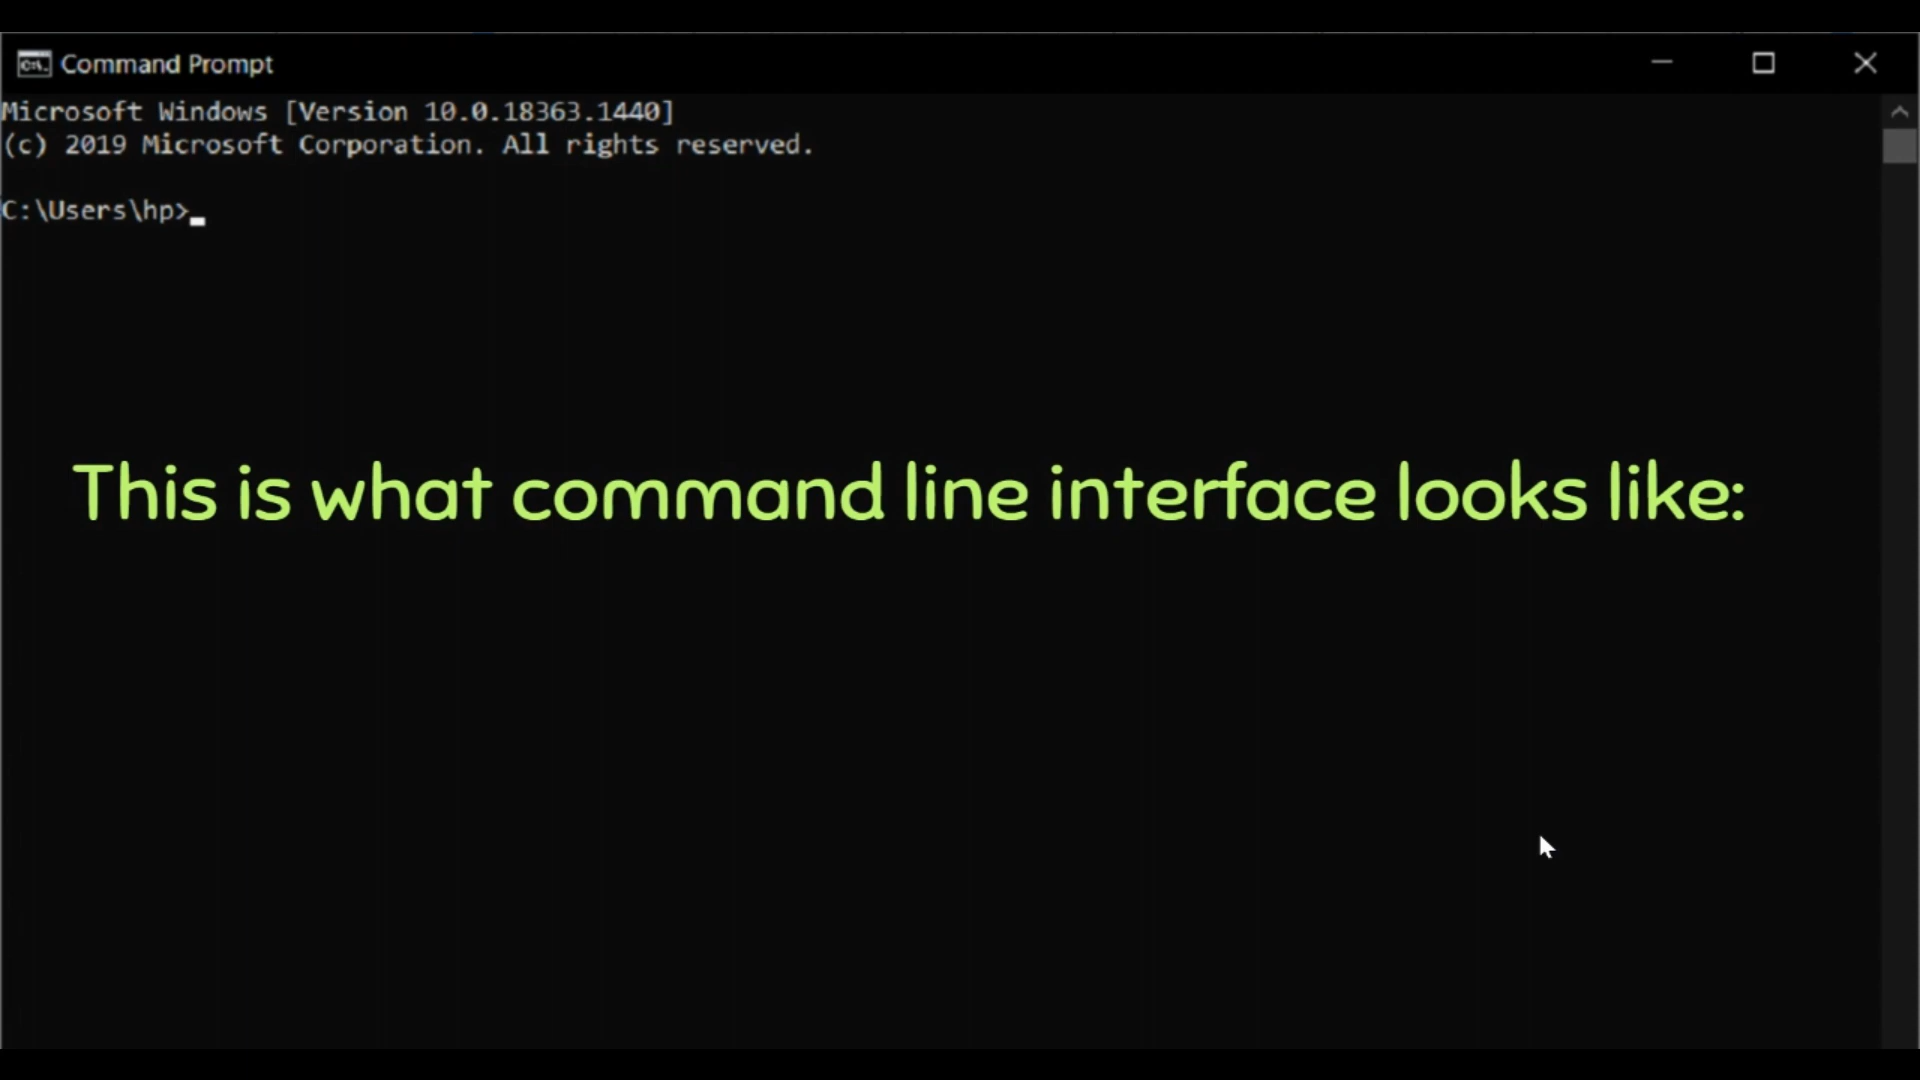 Command Prompt
Microsoft Windows [Version 10.0.18363.1440]
(c) 2019 Microsoft Corporation. All rights reserved.
C:\Users\hp>
This is what command line interface looks like: